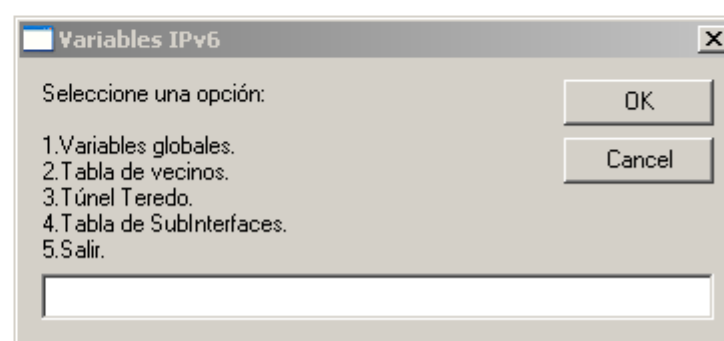 Variables IPv6
Seleccione una opción:
OK
1.Variables globales.
Cancel
2.Tabla de vecinos.
3.Túnel Teredo.
4.Tabla de SubInterfaces.
5.Salir.